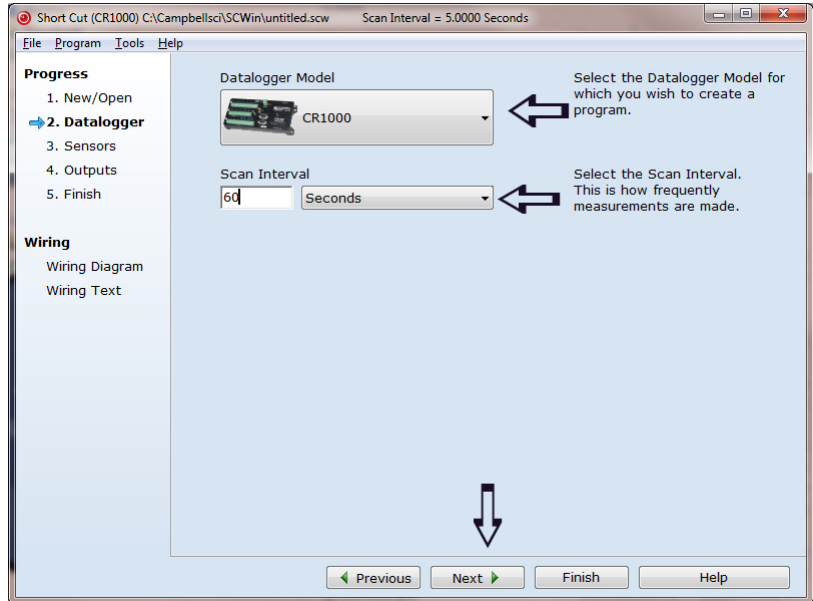 Short Cut (CR1000) C:\Campbellsci\SCWin\untitled.scw Scan Interval = 5.0000 Seconds
File Program Tools Help
Progress
1. New/Open
2. Datalogger
3. Sensors
4. Outputs
5. Finish
Wiring
Wiring Diagram
Wiring Text
Datalogger Model
CR1000
Select the Datalogger Model for
which you wish to create a
program.
Scan Interval
60 Seconds
Select the Scan Interval.
This is how frequently
measurements are made.
Previous Next Finish Help